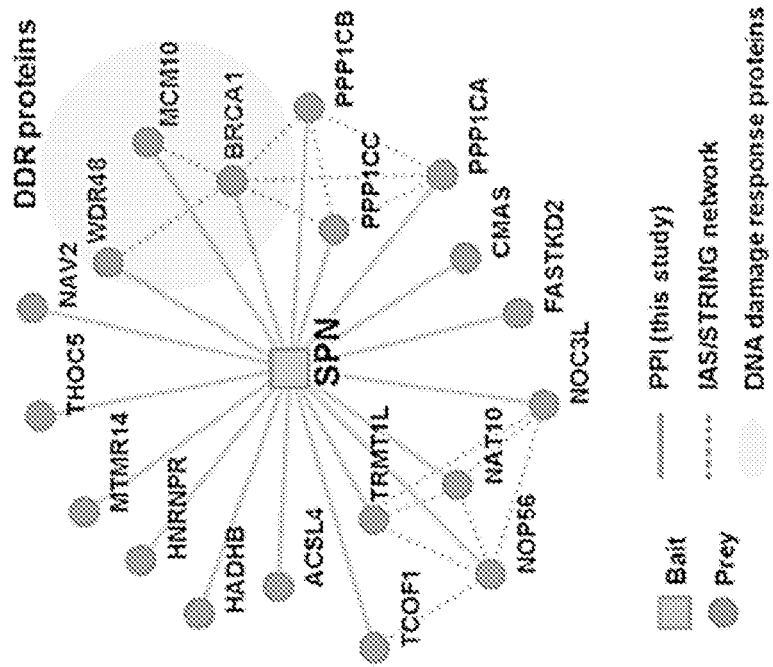 DDR proteins
NAV2
THOC5
WDR48
MCM10
BRCA1
PPP1CB
PPP1CC
PPP1CA
CMAS
FASTKD2
NOC3L
NAT10
TRMT1L
NOP56
TCOF1
ACSL4
HADHB
HNRNPR
MTMR14
SPN
Bait
Prey
PPI (this study)
IAS/STRING network
DNA damage response proteins